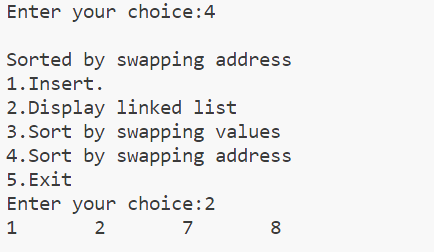 Enter your choice:4
Sorted by swapping address
1.Insert.
2.Display linked list
3.Sort by swapping values
4.Sort by swapping address
5.Exit
Enter your choice:2
1 2 7 8